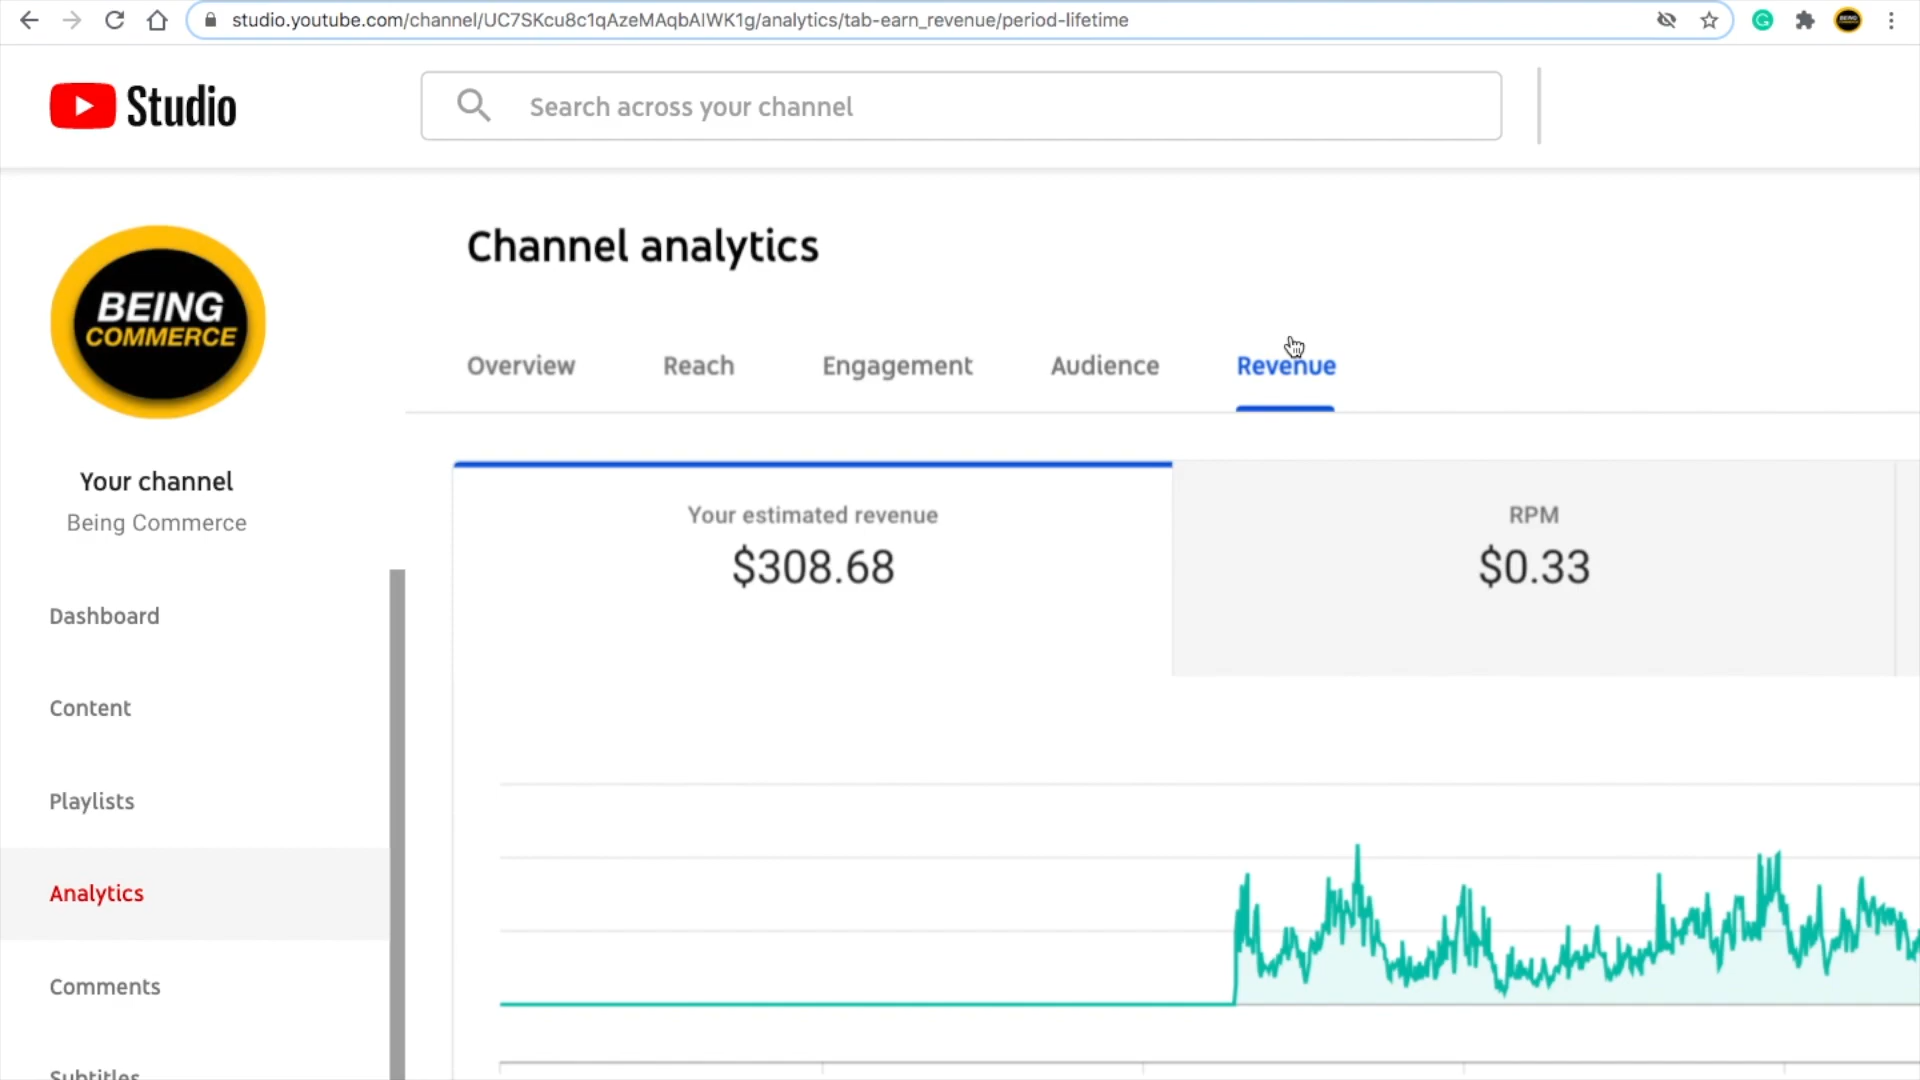 studio.youtube.com/channel/UC7SKcu8c1qAzeMAqbAIWK1g/analytics/tab-earn_revenue/period-lifetime
Studio
Search across your channel
BEING
COMMERCE
Your channel
Being Commerce
Dashboard
Content
Playlists
Analytics
Comments
Subtitles
Channel analytics
Overview Reach Engagement Audience Revenue
Your estimated revenue
$308.68
RPM
$0.33